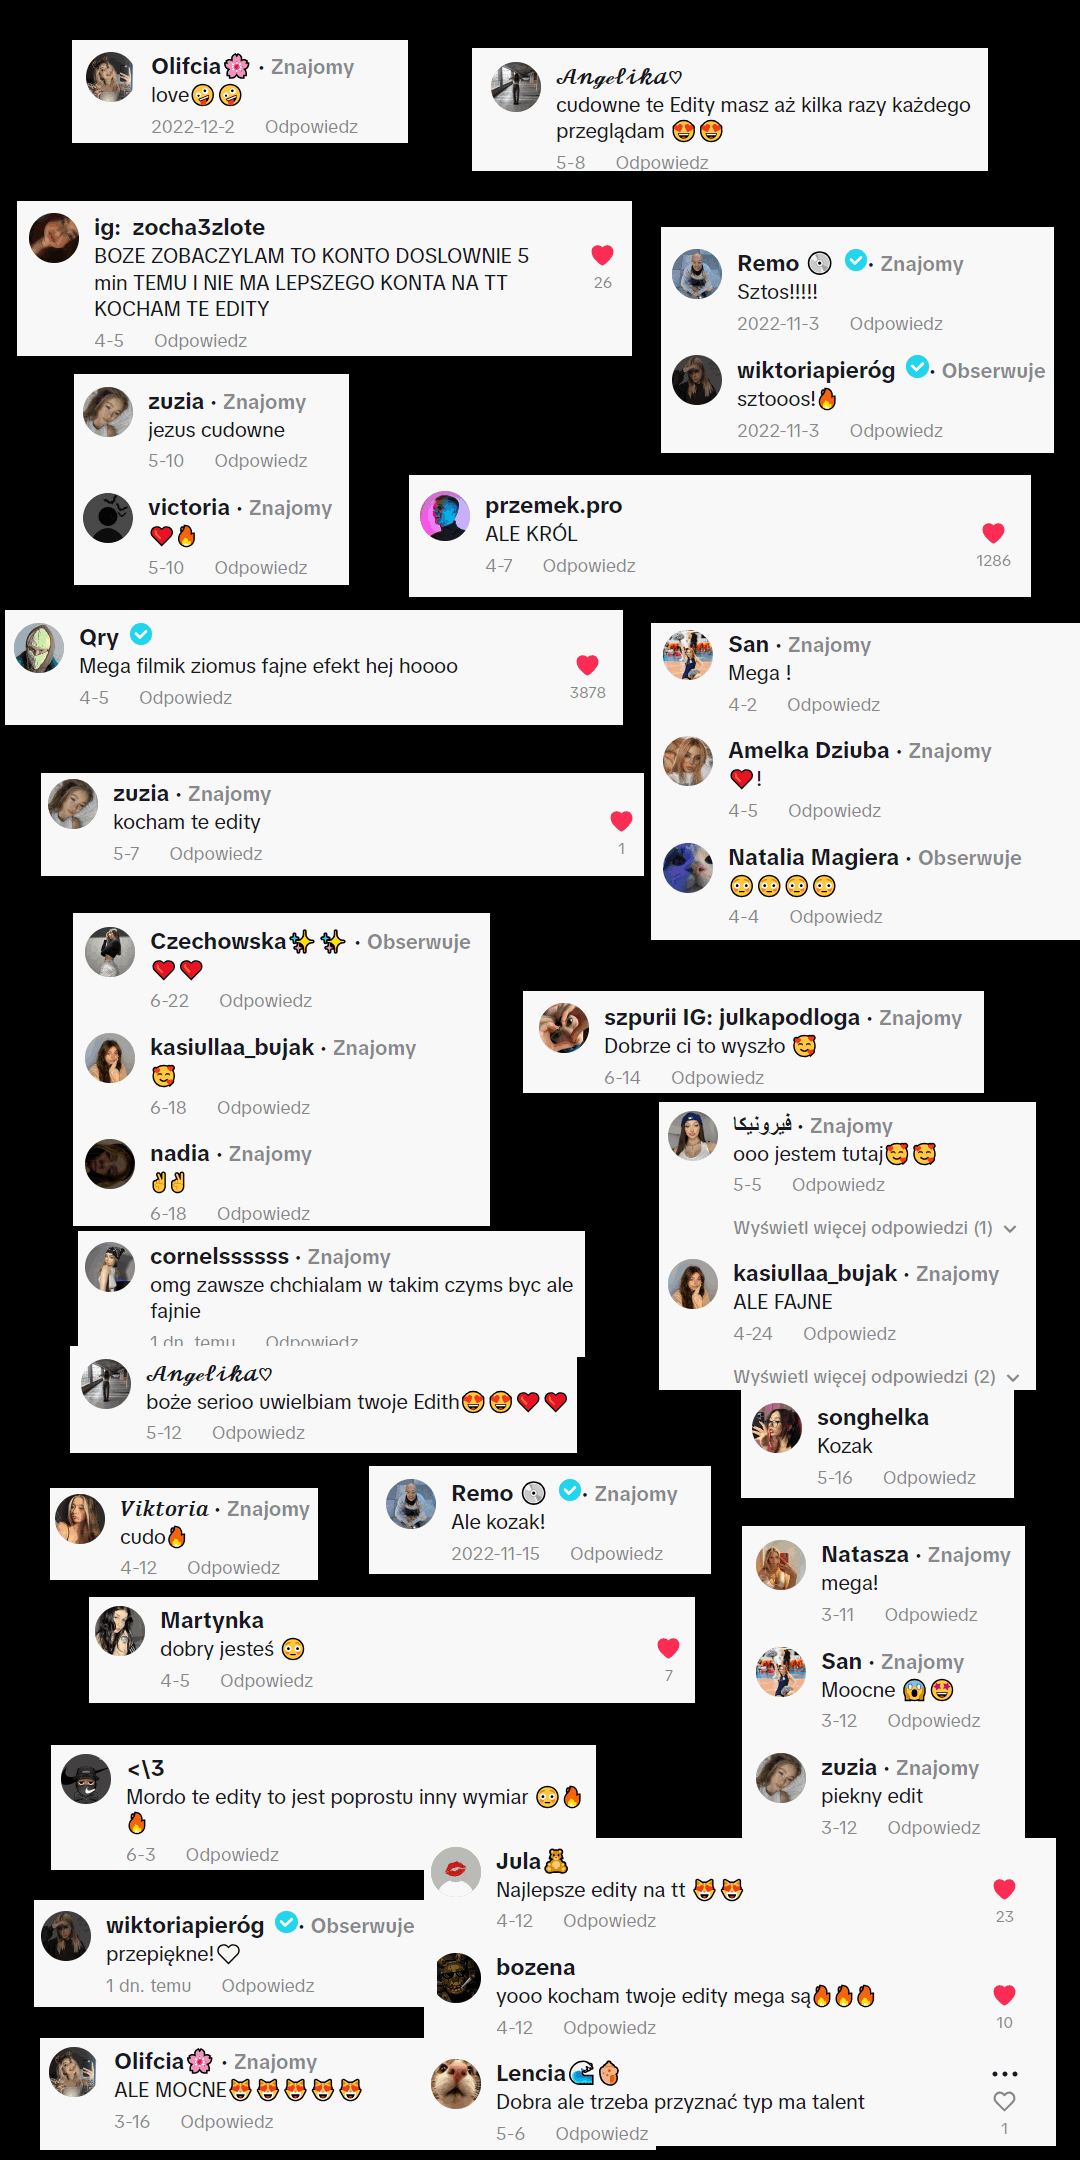 Olifcia🌸 · Znajomy
love🤪🤪
2022-12-2 Odpowiedz
𝓐𝓷𝓰𝓮𝓵𝓲𝓴𝓪♡
cudowne te Edity masz aż kilka razy każdego
przeglądam 😍😍
5-8 Odpowiedz
ig: zocha3zlote
BOZE ZOBACZYLAM TO KONTO DOSLOWNIE 5
min TEMU I NIE MA LEPSZEGO KONTA NA TT
KOCHAM TE EDITY
26
4-5 Odpowiedz
Remo 💿 · Znajomy
Sztos!!!!!
2022-11-3 Odpowiedz
wiktoriapieróg · Obserwuje
sztooos!🔥
2022-11-3 Odpowiedz
zuzia · Znajomy
jezus cudowne
5-10 Odpowiedz
victoria · Znajomy
❤️🔥
5-10 Odpowiedz
przemek.pro
ALE KRÓL
1286
4-7 Odpowiedz
Qry
Mega filmik ziomus fajne efekt hej hoooo
3878
4-5 Odpowiedz
San · Znajomy
Mega !
4-2 Odpowiedz
Amelka Dziuba · Znajomy
❤️!
4-5 Odpowiedz
Natalia Magiera · Obserwuje
😳😳😳😳
4-4 Odpowiedz
zuzia · Znajomy
kocham te edity
1
5-7 Odpowiedz
Czechowska✨✨ · Obserwuje
❤️❤️
6-22 Odpowiedz
kasiullaa_bujak · Znajomy
🥰
6-18 Odpowiedz
nadia · Znajomy
✌️✌️
6-18 Odpowiedz
szpurii IG: julkapodloga · Znajomy
Dobrze ci to wyszło 🥰
6-14 Odpowiedz
فيرونيكا · Znajomy
ooo jestem tutaj🥰🥰
5-5 Odpowiedz
Wyświetl więcej odpowiedzi (1)
kasiullaa_bujak · Znajomy
ALE FAJNE
4-24 Odpowiedz
Wyświetl więcej odpowiedzi (2)
cornelssssss · Znajomy
omg zawsze chchialam w takim czyms byc ale
fajnie
1 dn. temu Odpowiedz
𝓐𝓷𝓰𝓮𝓵𝓲𝓴𝓪♡
boże serioo uwielbiam twoje Edith😍😍❤️❤️
5-12 Odpowiedz
songhelka
Kozak
5-16 Odpowiedz
𝑽𝒊𝒌𝒕𝒐𝒓𝒊𝒂 · Znajomy
cudo🔥
4-12 Odpowiedz
Remo 💿 · Znajomy
Ale kozak!
2022-11-15 Odpowiedz
Natasza · Znajomy
mega!
3-11 Odpowiedz
San · Znajomy
Moocne 😱🤩
3-12 Odpowiedz
zuzia · Znajomy
piekny edit
3-12 Odpowiedz
Martynka
dobry jesteś 😳
7
4-5 Odpowiedz
<\3
Mordo te edity to jest poprostu inny wymiar 😳🔥
🔥
6-3 Odpowiedz
Jula🧸
Najlepsze edity na tt 😻😻
23
4-12 Odpowiedz
bozena
yooo kocham twoje edity mega są🔥🔥🔥
10
4-12 Odpowiedz
Lencia🌊🐚
Dobra ale trzeba przyznać typ ma talent
1
5-6 Odpowiedz
wiktoriapieróg · Obserwuje
przepiękne!🤍
1 dn. temu Odpowiedz
Olifcia🌸 · Znajomy
ALE MOCNE😻😻😻😻😻
3-16 Odpowiedz